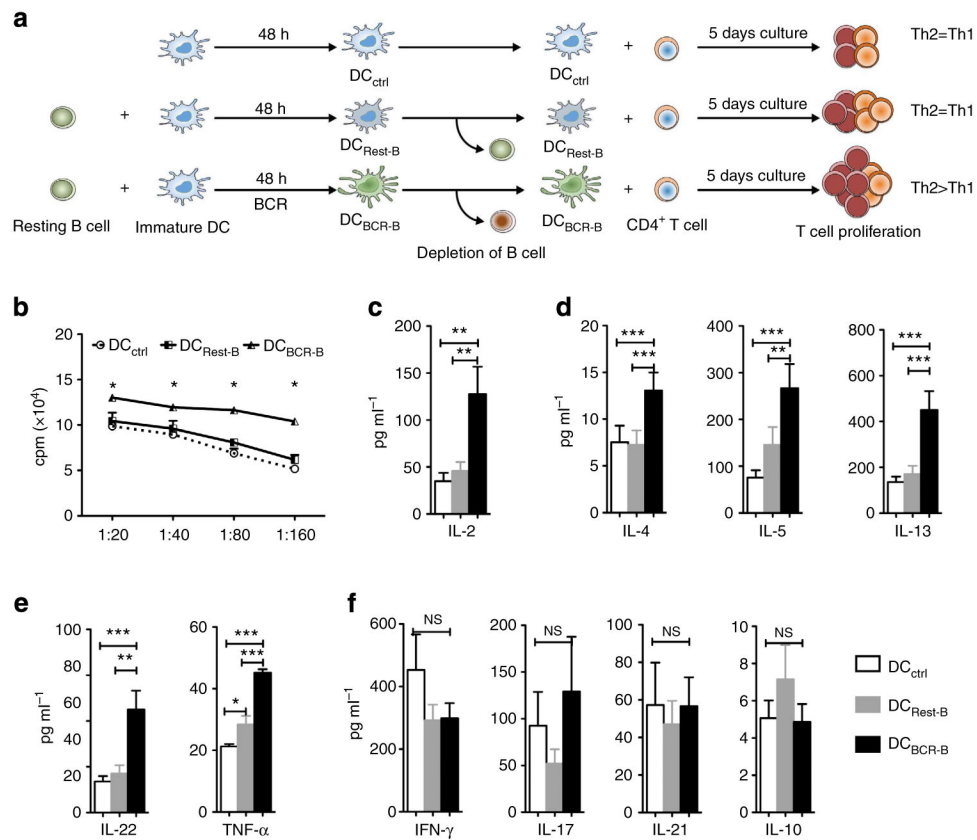 a
48 h
DCctrl
DCctrl
+
5 days culture
Th2=Th1
+
48 h
DCRest-B
DCRest-B
+
5 days culture
Th2=Th1
+
48 h
BCR
DCBCR-B
DCBCR-B
+
5 days culture
Th2>Th1
Resting B cell
Immature DC
Depletion of B cell
CD4+ T cell
T cell proliferation
b
cpm (×10⁴)
20
15
10
5
0
DCctrl
DCRest-B
DCBCR-B
* * * *
1:20 1:40 1:80 1:160
c
pg ml–1
200
150
100
50
0
**
**
IL-2
d
pg ml–1
20
15
10
5
0
***
***
IL-4
400
300
200
100
0
***
**
IL-5
800
600
400
200
0
***
***
IL-13
e
pg ml–1
100
80
60
40
20
0
***
**
IL-22
60
40
20
0
***
***
*
TNF-α
f
600
400
200
0
NS
IFN-γ
200
150
100
50
0
NS
IL-17
100
80
60
40
20
0
NS
IL-21
10
8
6
4
2
0
NS
IL-10
DCctrl
DCRest-B
DCBCR-B